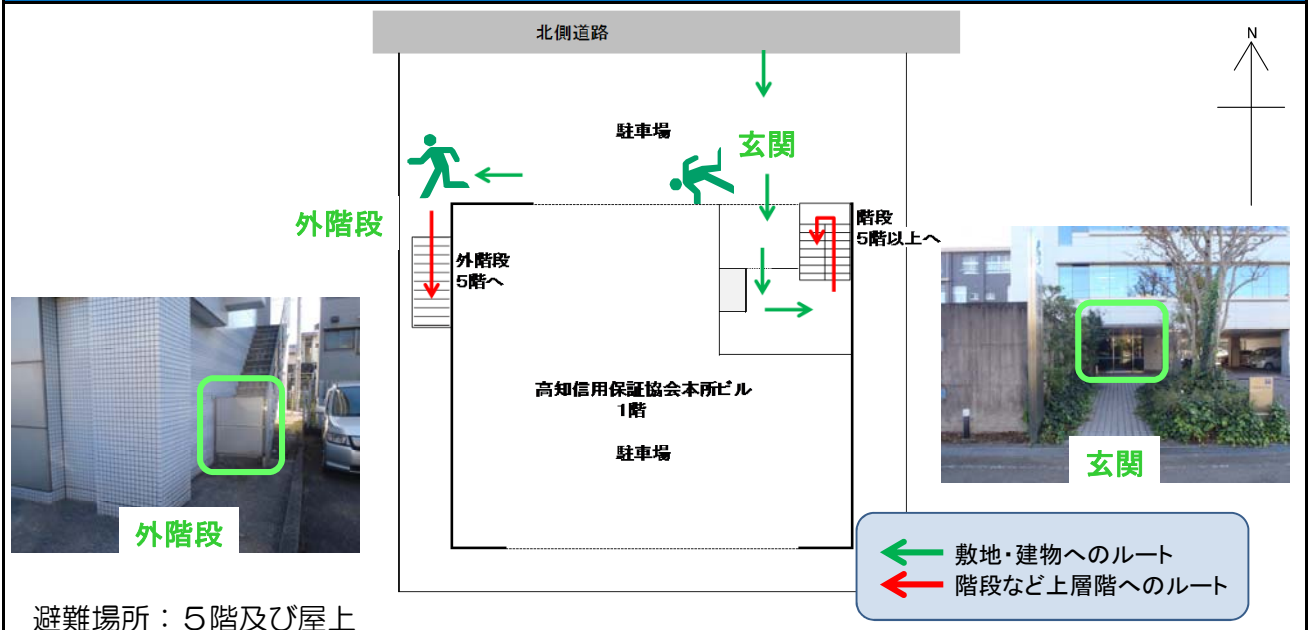 北側道路
N
駐車場
玄関
外階段
階段
5階以上へ
外階段
5階へ
高知信用保証協会本所ビル
1階
駐車場
外階段
玄関
敷地・建物へのルート
階段など上層階へのルート
避難場所：５階及び屋上